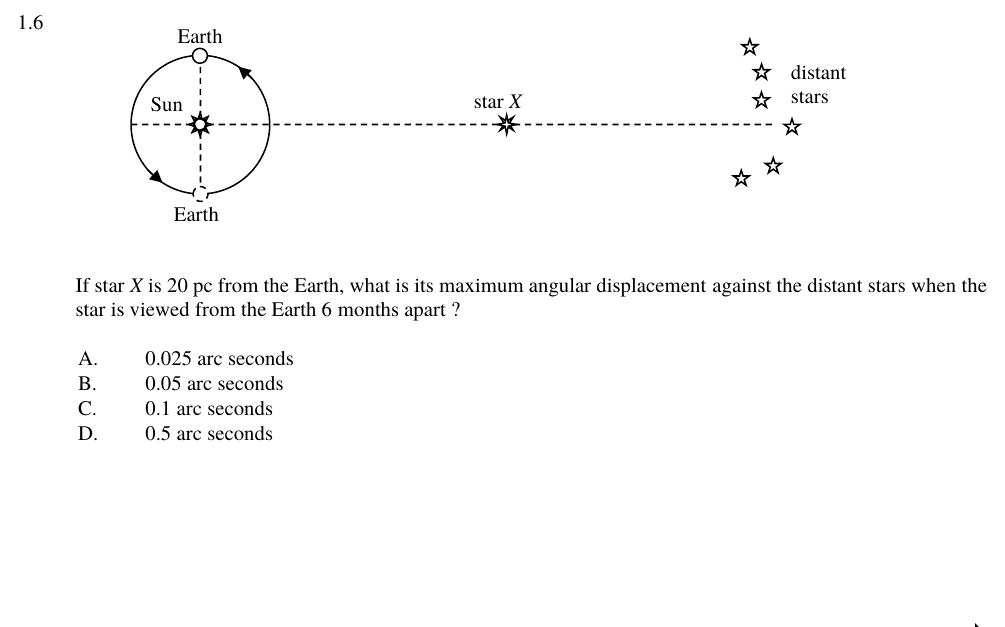 1.6
Earth
Sun
star X
distant
stars
Earth
If star X is 20 pc from the Earth, what is its maximum angular displacement against the distant stars when the
star is viewed from the Earth 6 months apart ?
A. 0.025 arc seconds
B. 0.05 arc seconds
C. 0.1 arc seconds
D. 0.5 arc seconds